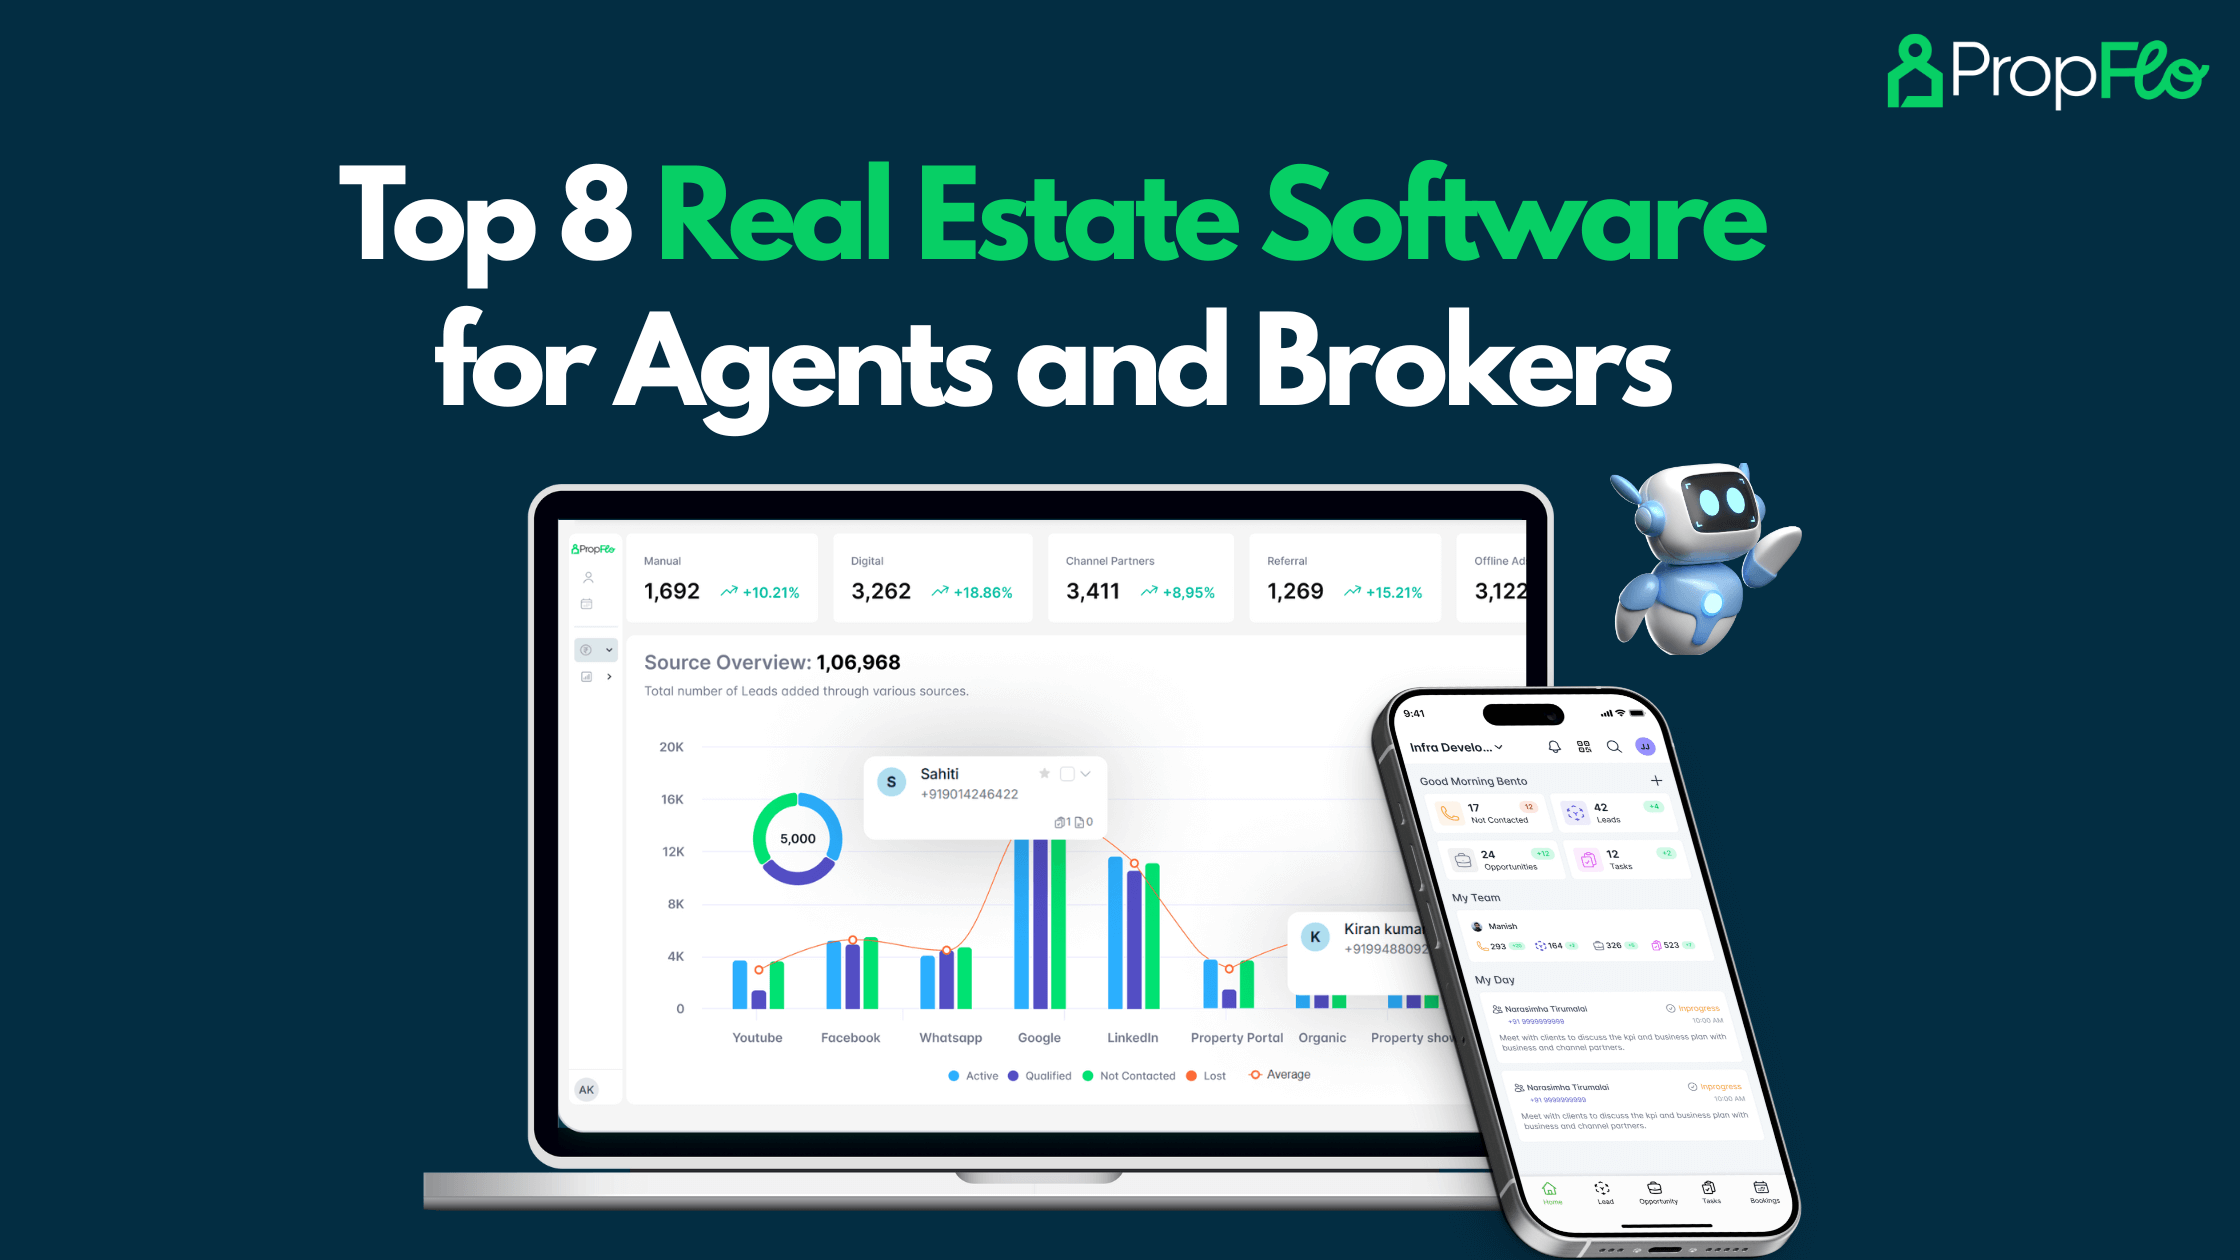 PropFlo
Top 8 Real Estate Software
for Agents and Brokers
PropFlo
Manual
1,692 +10.21%
Digital
3,262 +18.86%
Channel Partners
3,411 +8,95%
Referral
1,269 +15.21%
Offline Ad
3,122
Source Overview: 1,06,968
Total number of Leads added through various sources.
20K
16K
12K
8K
4K
0
5,000
S
Sahiti
+919014246422
1 0
K
Kiran kuma
+9199488092
Youtube
Facebook
Whatsapp
Google
LinkedIn
Property Portal
Organic
Property show
Active Qualified Not Contacted Lost Average
AK
9:41
Infra Develo...
JJ
Good Morning Bento
17 12
Not Contacted
42 +4
Leads
24 +12
Opportunities
12 +2
Tasks
My Team
Manish
293 164 326 523
My Day
Narasimha Tirumalai Inprogress
+91 9999999999 10:00 AM
Meet with clients to discuss the kpi and business plan with
business and channel partners.
Narasimha Tirumalai Inprogress
+91 9999999999 10:00 AM
Meet with clients to discuss the kpi and business plan with
business and channel partners.
Home Lead Opportunity Tasks Bookings